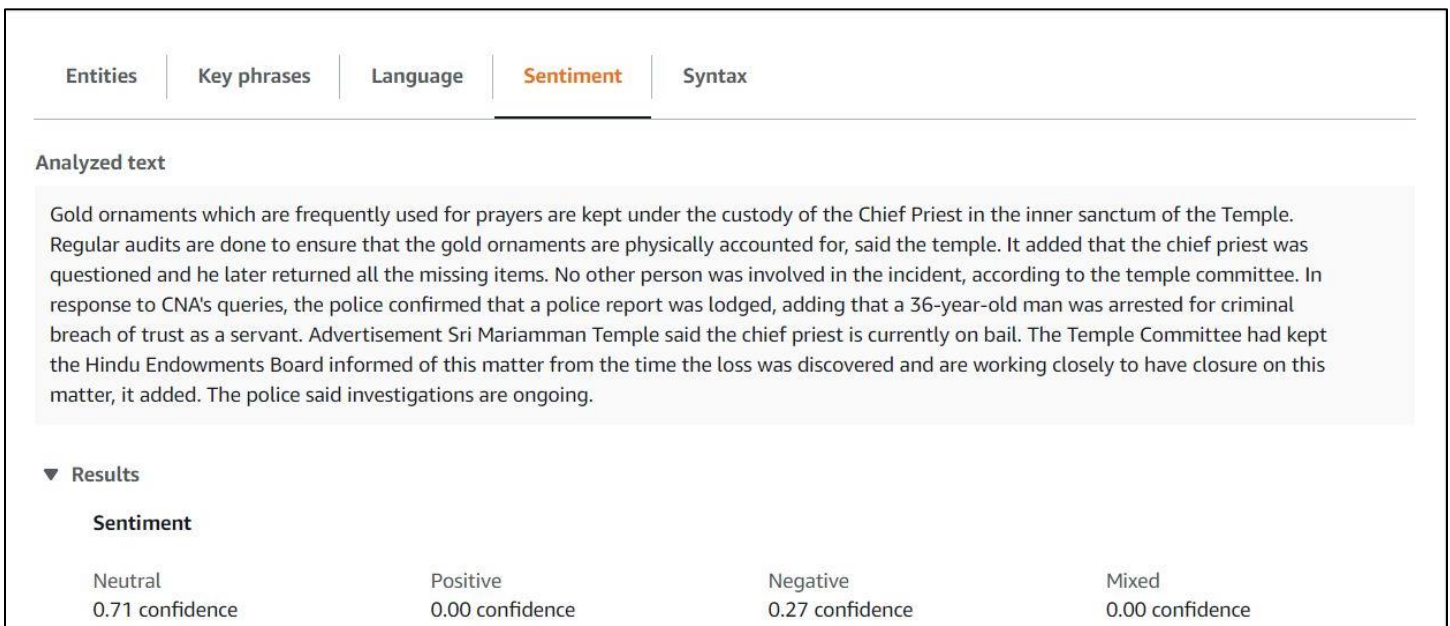 Entities Key phrases Language Sentiment Syntax
Analyzed text
Gold ornaments which are frequently used for prayers are kept under the custody of the Chief Priest in the inner sanctum of the Temple.
Regular audits are done to ensure that the gold ornaments are physically accounted for, said the temple. It added that the chief priest was
questioned and he later returned all the missing items. No other person was involved in the incident, according to the temple committee. In
response to CNA's queries, the police confirmed that a police report was lodged, adding that a 36-year-old man was arrested for criminal
breach of trust as a servant. Advertisement Sri Mariamman Temple said the chief priest is currently on bail. The Temple Committee had kept
the Hindu Endowments Board informed of this matter from the time the loss was discovered and are working closely to have closure on this
matter, it added. The police said investigations are ongoing.
Results
Sentiment
Neutral Positive Negative Mixed
0.71 confidence 0.00 confidence 0.27 confidence 0.00 confidence